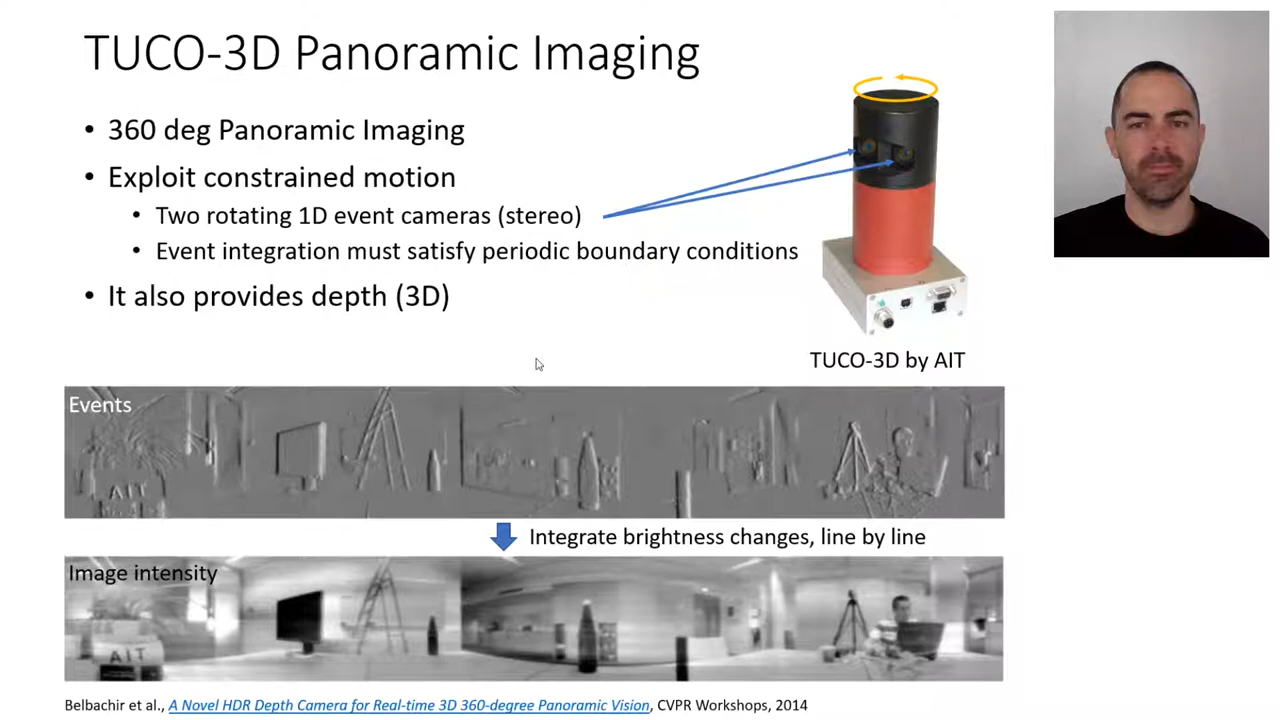 TUCO-3D Panoramic Imaging
• 360 deg Panoramic Imaging
• Exploit constrained motion
• Two rotating 1D event cameras (stereo)
• Event integration must satisfy periodic boundary conditions
• It also provides depth (3D)
TUCO-3D by AIT
Events
AIT
Integrate brightness changes, line by line
Image intensity
AIT
Belbachir et al., A Novel HDR Depth Camera for Real-time 3D 360-degree Panoramic Vision, CVPR Workshops, 2014